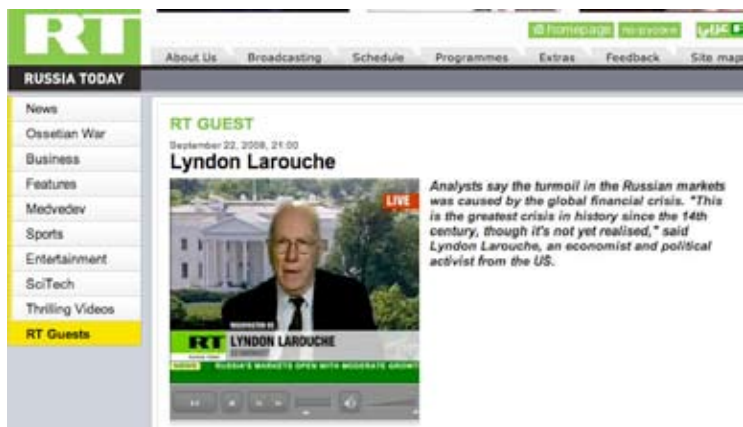 RT
RUSSIA TODAY
homepage
About Us Broadcasting Schedule Programmes Extras Feedback Site map
News
Ossetian War
Business
Features
Medvedev
Sports
Entertainment
SciTech
Thrilling Videos
RT Guests
RT GUEST
September 22, 2008, 21:00
Lyndon Larouche
LIVE
WASHINGTON DC
RT LYNDON LAROUCHE
ECONOMIST
NEWS RUSSIA'S MARKETS OPEN WITH MODERATE GROWT
Analysts say the turmoil in the Russian markets
was caused by the global financial crisis. "This
is the greatest crisis in history since the 14th
century, though it's not yet realised," said
Lyndon Larouche, an economist and political
activist from the US.